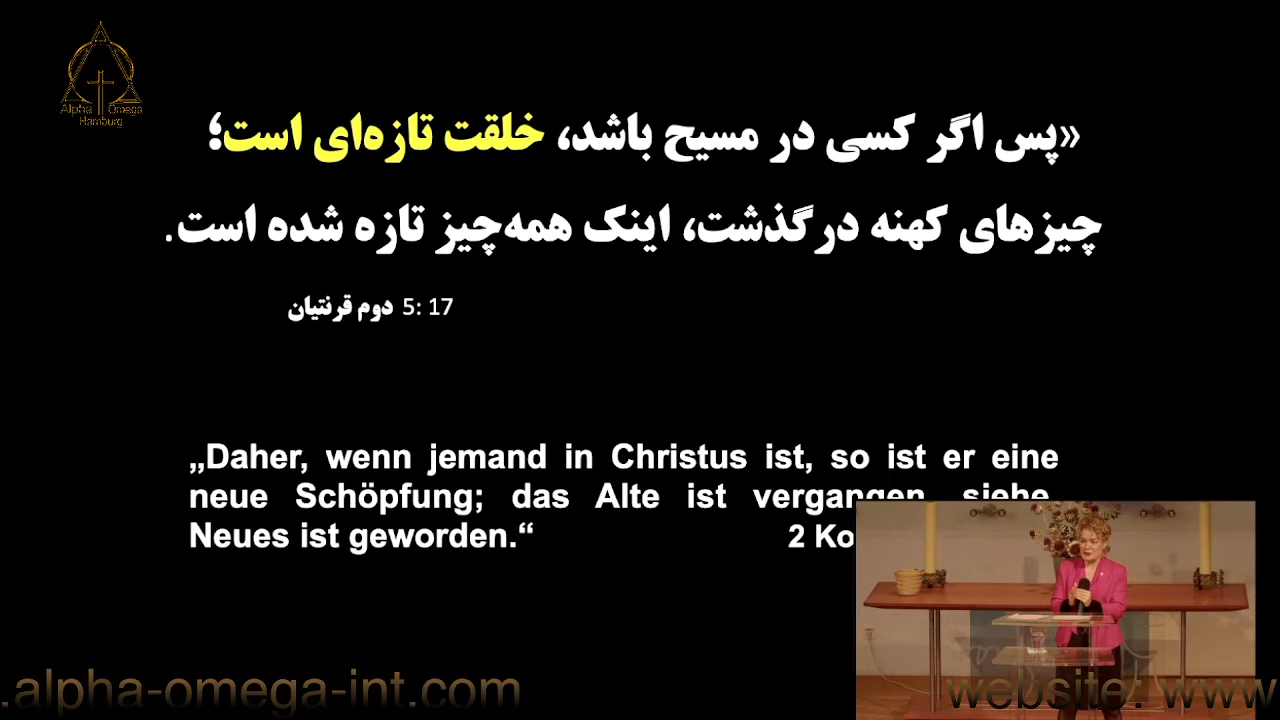 Alpha Omega
Hamburg
«پس اگر کسی در مسیح باشد، خلقت تازه‌ای است؛
چیزهای کهنه درگذشت، اینک همه‌چیز تازه شده است.
دوم قرنتیان 5: 17
„Daher, wenn jemand in Christus ist, so ist er eine
neue Schöpfung; das Alte ist vergangen, siehe,
Neues ist geworden.“ 2 Ko
.alpha-omega-int.com
website: www